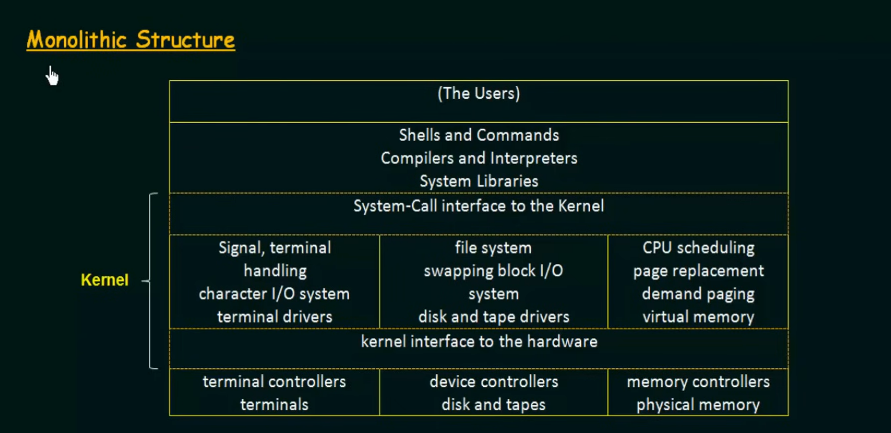 Monolithic Structure
(The Users)
Shells and Commands
Compilers and Interpreters
System Libraries
System-Call interface to the Kernel
Kernel
Signal, terminal
handling
character I/O system
terminal drivers
file system
swapping block I/O
system
disk and tape drivers
CPU scheduling
page replacement
demand paging
virtual memory
kernel interface to the hardware
terminal controllers
terminals
device controllers
disk and tapes
memory controllers
physical memory